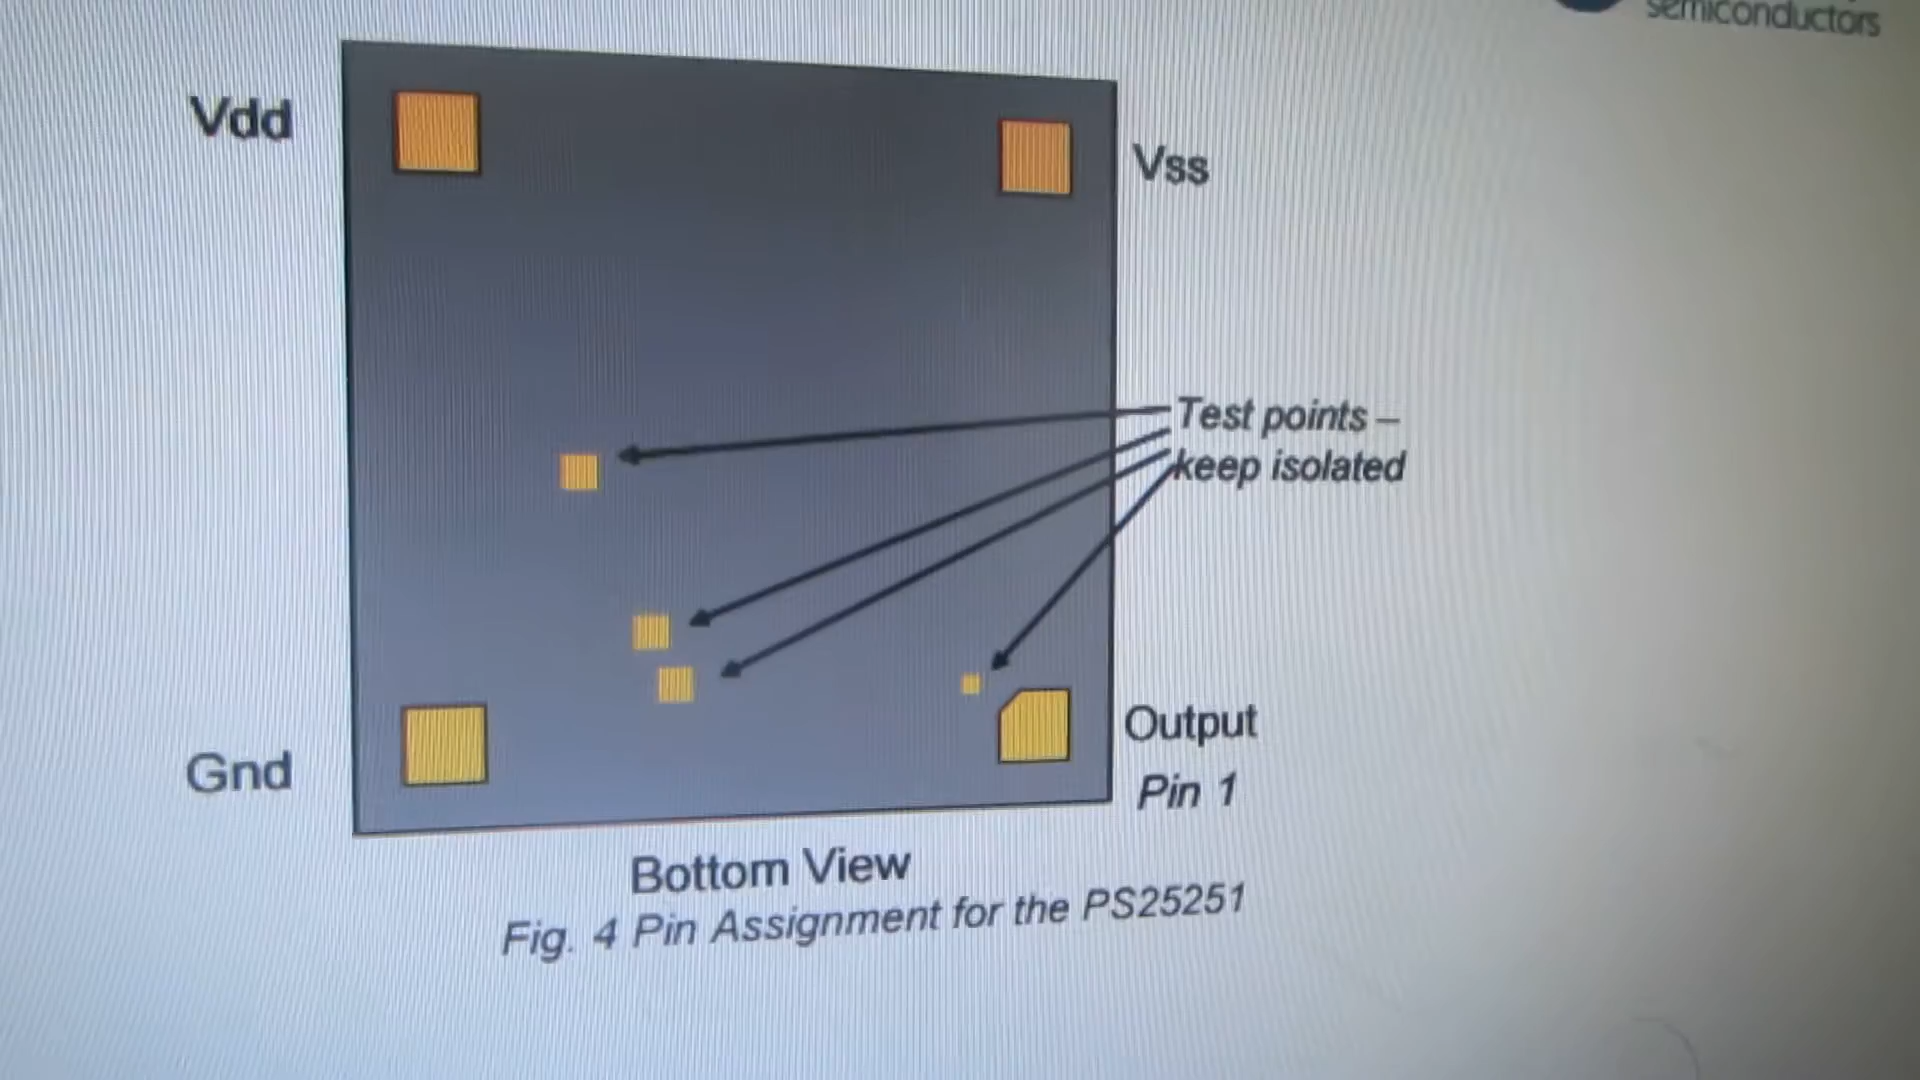 semiconductors
Vdd
Vss
Test points –
keep isolated
Gnd
Output
Pin 1
Bottom View
Fig. 4 Pin Assignment for the PS25251